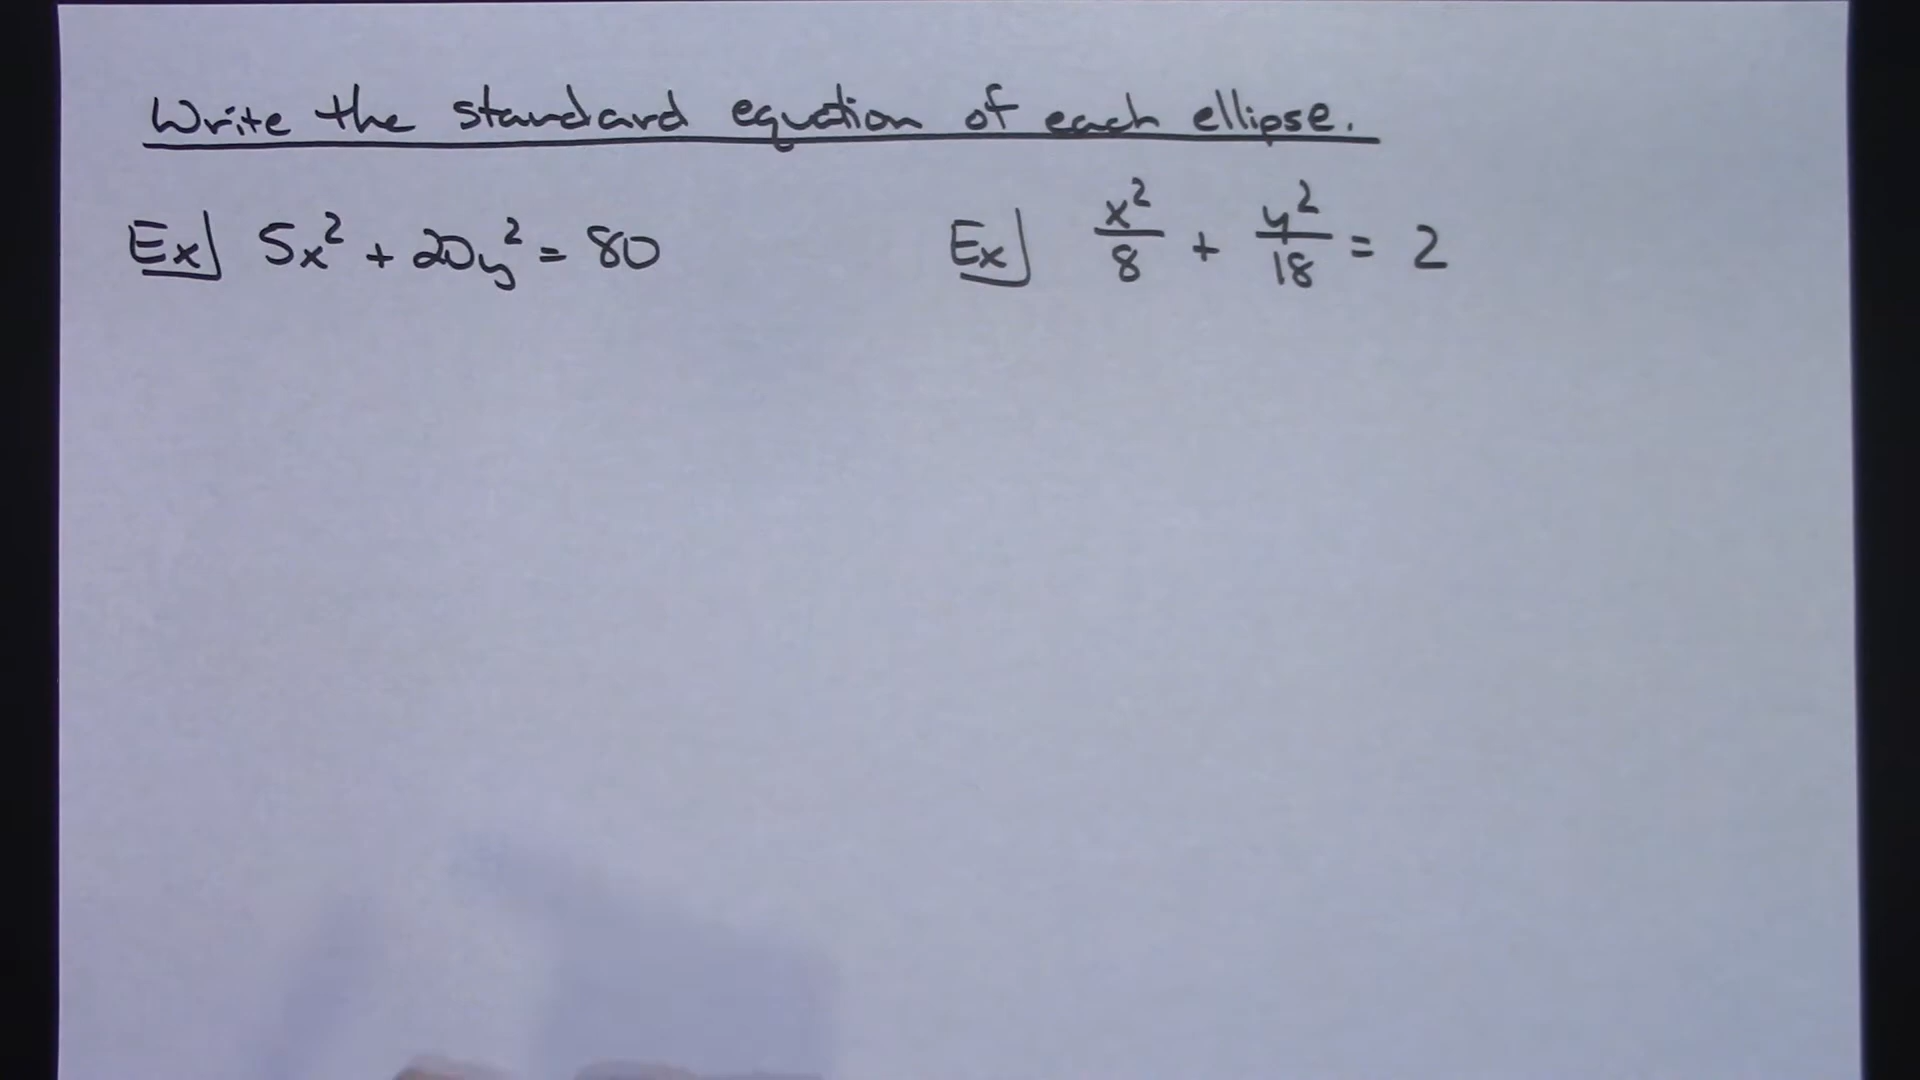 Write the standard equation of each ellipse.
Ex] 5x² + 20y² = 80
Ex] x²/8 + y²/18 = 2